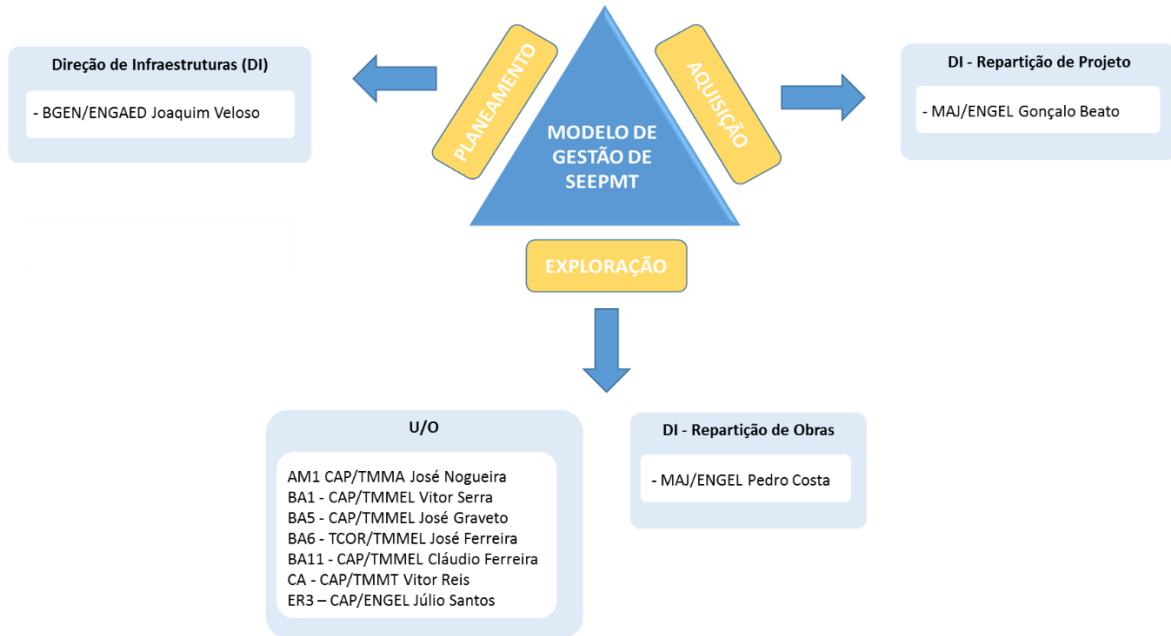 PLANEAMENTO
AQUISIÇÃO
Direção de Infraestruturas (DI)
- BGEN/ENGAED Joaquim Veloso
MODELO DE
GESTÃO DE
SEEPMT
DI - Repartição de Projeto
- MAJ/ENGEL Gonçalo Beato
EXPLORAÇÃO
U/O
AM1 CAP/TMMA José Nogueira
BA1 - CAP/TMMEL Vitor Serra
BA5 - CAP/TMMEL José Graveto
BA6 - TCOR/TMMEL José Ferreira
BA11 - CAP/TMMEL Cláudio Ferreira
CA - CAP/TMMT Vitor Reis
ER3 – CAP/ENGEL Júlio Santos
DI - Repartição de Obras
- MAJ/ENGEL Pedro Costa